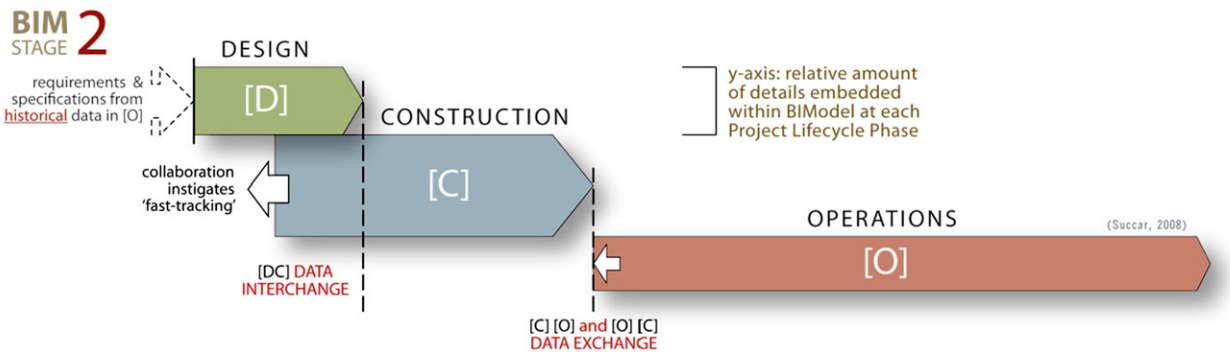 BIM
STAGE 2
DESIGN
requirements &
specifications from
historical data in [O]
[D]
y-axis: relative amount
of details embedded
within BIModel at each
Project Lifecycle Phase
CONSTRUCTION
collaboration
instigates
'fast-tracking'
[C]
OPERATIONS
(Succar, 2008)
[O]
[DC] DATA
INTERCHANGE
[C] [O] and [O] [C]
DATA EXCHANGE